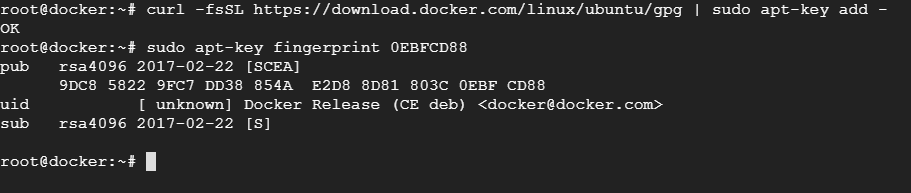 root@docker:~# curl -fsSL https://download.docker.com/linux/ubuntu/gpg | sudo apt-key add -
OK
root@docker:~# sudo apt-key fingerprint 0EBFCD88
pub   rsa4096 2017-02-22 [SCEA]
      9DC8 5822 9FC7 DD38 854A  E2D8 8D81 803C 0EBF CD88
uid           [ unknown] Docker Release (CE deb) <docker@docker.com>
sub   rsa4096 2017-02-22 [S]
root@docker:~#